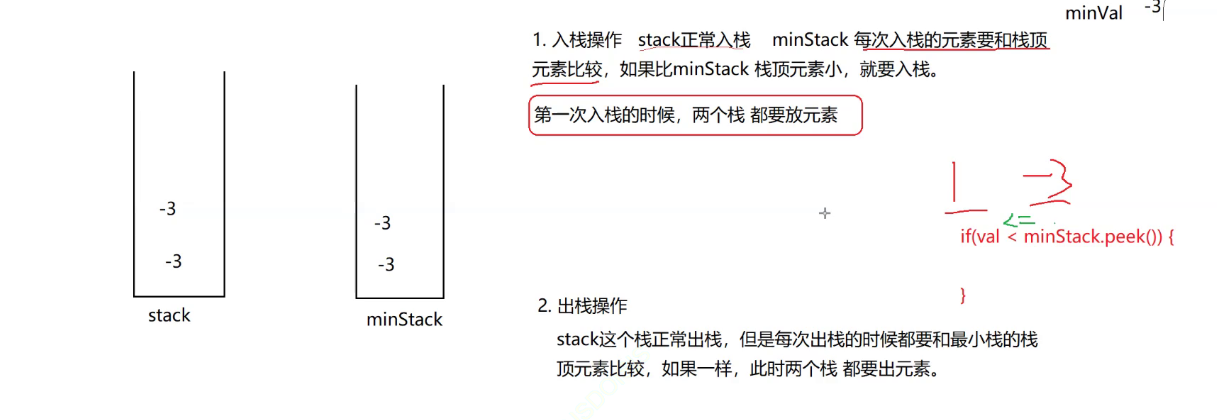 minVal -3
1. 入栈操作 stack正常入栈 minStack 每次入栈的元素要和栈顶
元素比较，如果比minStack 栈顶元素小，就要入栈。
第一次入栈的时候，两个栈 都要放元素
1 -3
<=
if(val < minStack.peek()) {
}
-3
-3
stack
-3
-3
minStack
2. 出栈操作
stack这个栈正常出栈，但是每次出栈的时候都要和最小栈的栈
顶元素比较，如果一样，此时两个栈 都要出元素。